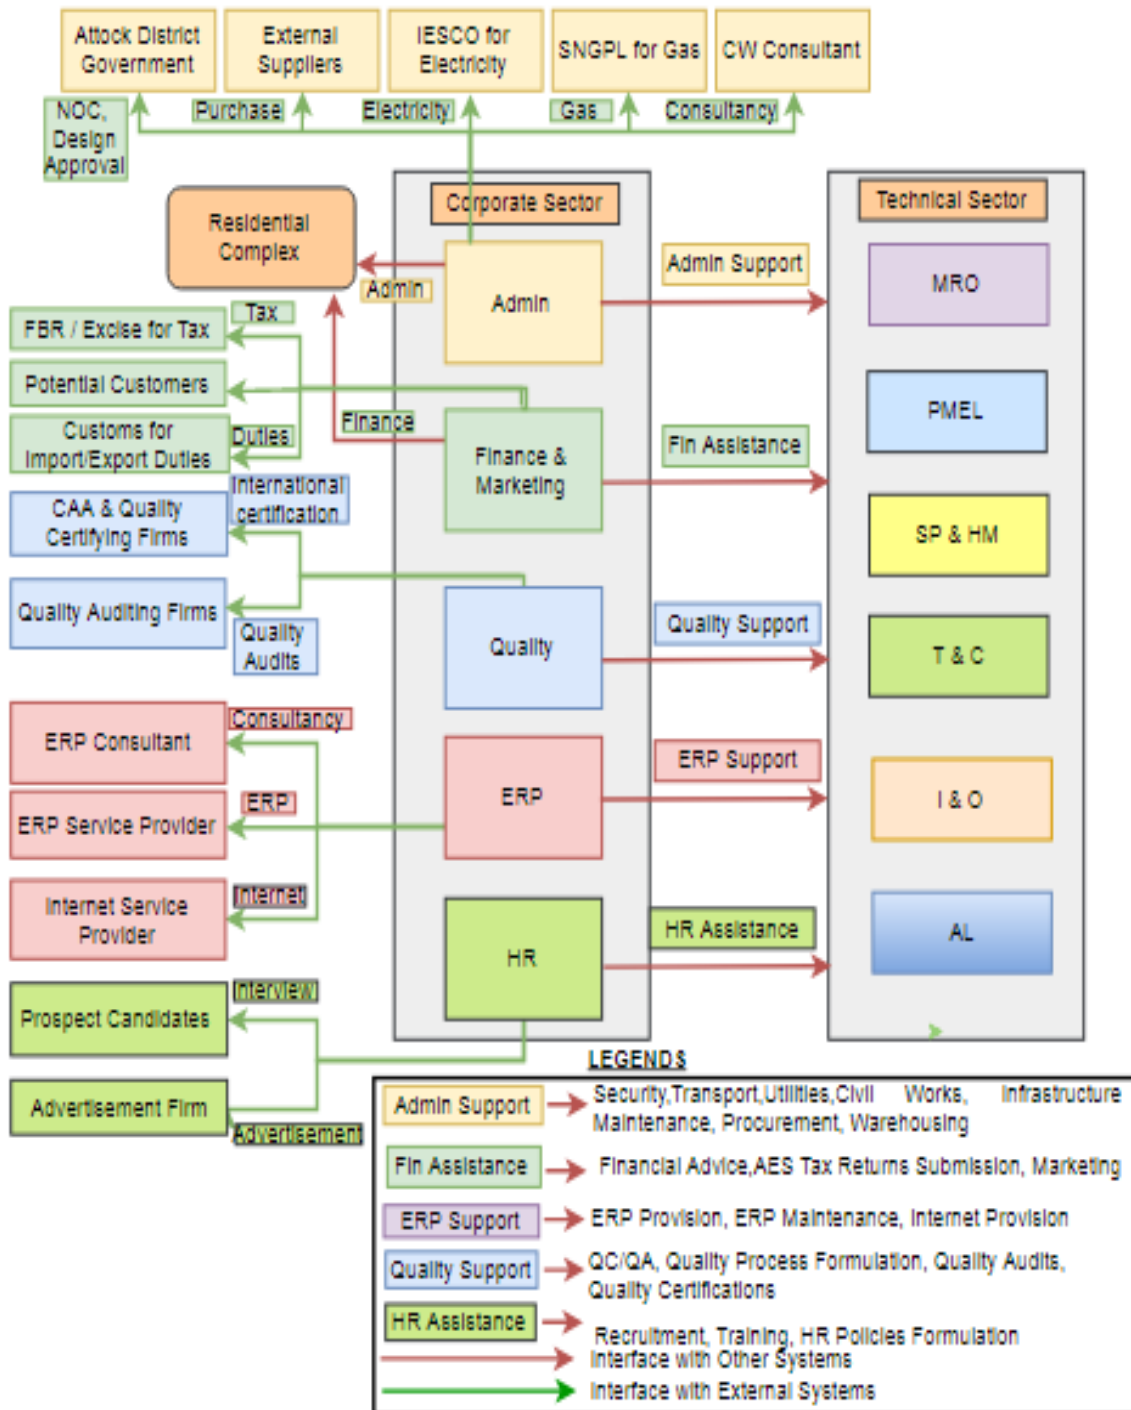 Attock District
Government
External
Suppliers
IESCO for
Electricity
SNGPL for Gas
CW Consultant
NOC,
Design
Approval
Purchase
Electricity
Gas
Consultancy
Residential
Complex
Corporate Sector
Technical Sector
Admin
Admin
Admin Support
MRO
Tax
FBR / Excise for Tax
Potential Customers
Customs for
Import/Export Duties
Duties
Finance
Finance &
Marketing
Fin Assistance
PMEL
International
certification
CAA & Quality
Certifying Firms
SP & HM
Quality Auditing Firms
Quality
Audits
Quality
Quality Support
T & C
Consultancy
ERP Consultant
ERP
ERP Service Provider
Internet
Internet Service
Provider
ERP
ERP Support
I & O
HR
HR Assistance
AL
Interview
Prospect Candidates
Advertisement Firm
Advertisement
LEGENDS
Admin Support
Security,Transport,Utilities,Civil Works, Infrastructure
Maintenance, Procurement, Warehousing
Fin Assistance
Financial Advice,AES Tax Returns Submission, Marketing
ERP Support
ERP Provision, ERP Maintenance, Internet Provision
Quality Support
QC/QA, Quality Process Formulation, Quality Audits,
Quality Certifications
HR Assistance
Recruitment, Training, HR Policies Formulation
Interface with Other Systems
Interface with External Systems